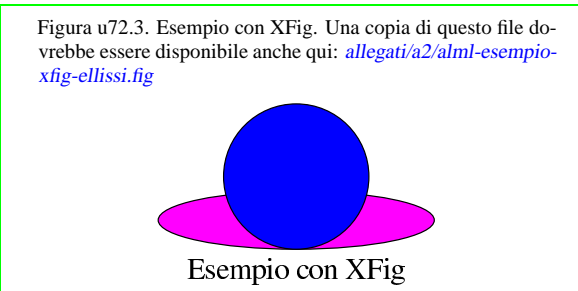 Figura u72.3. Esempio con XFig. Una copia di questo file do-
vrebbe essere disponibile anche qui: allegati/a2/alml-esempio-
xfig-ellissi.fig
Esempio con XFig